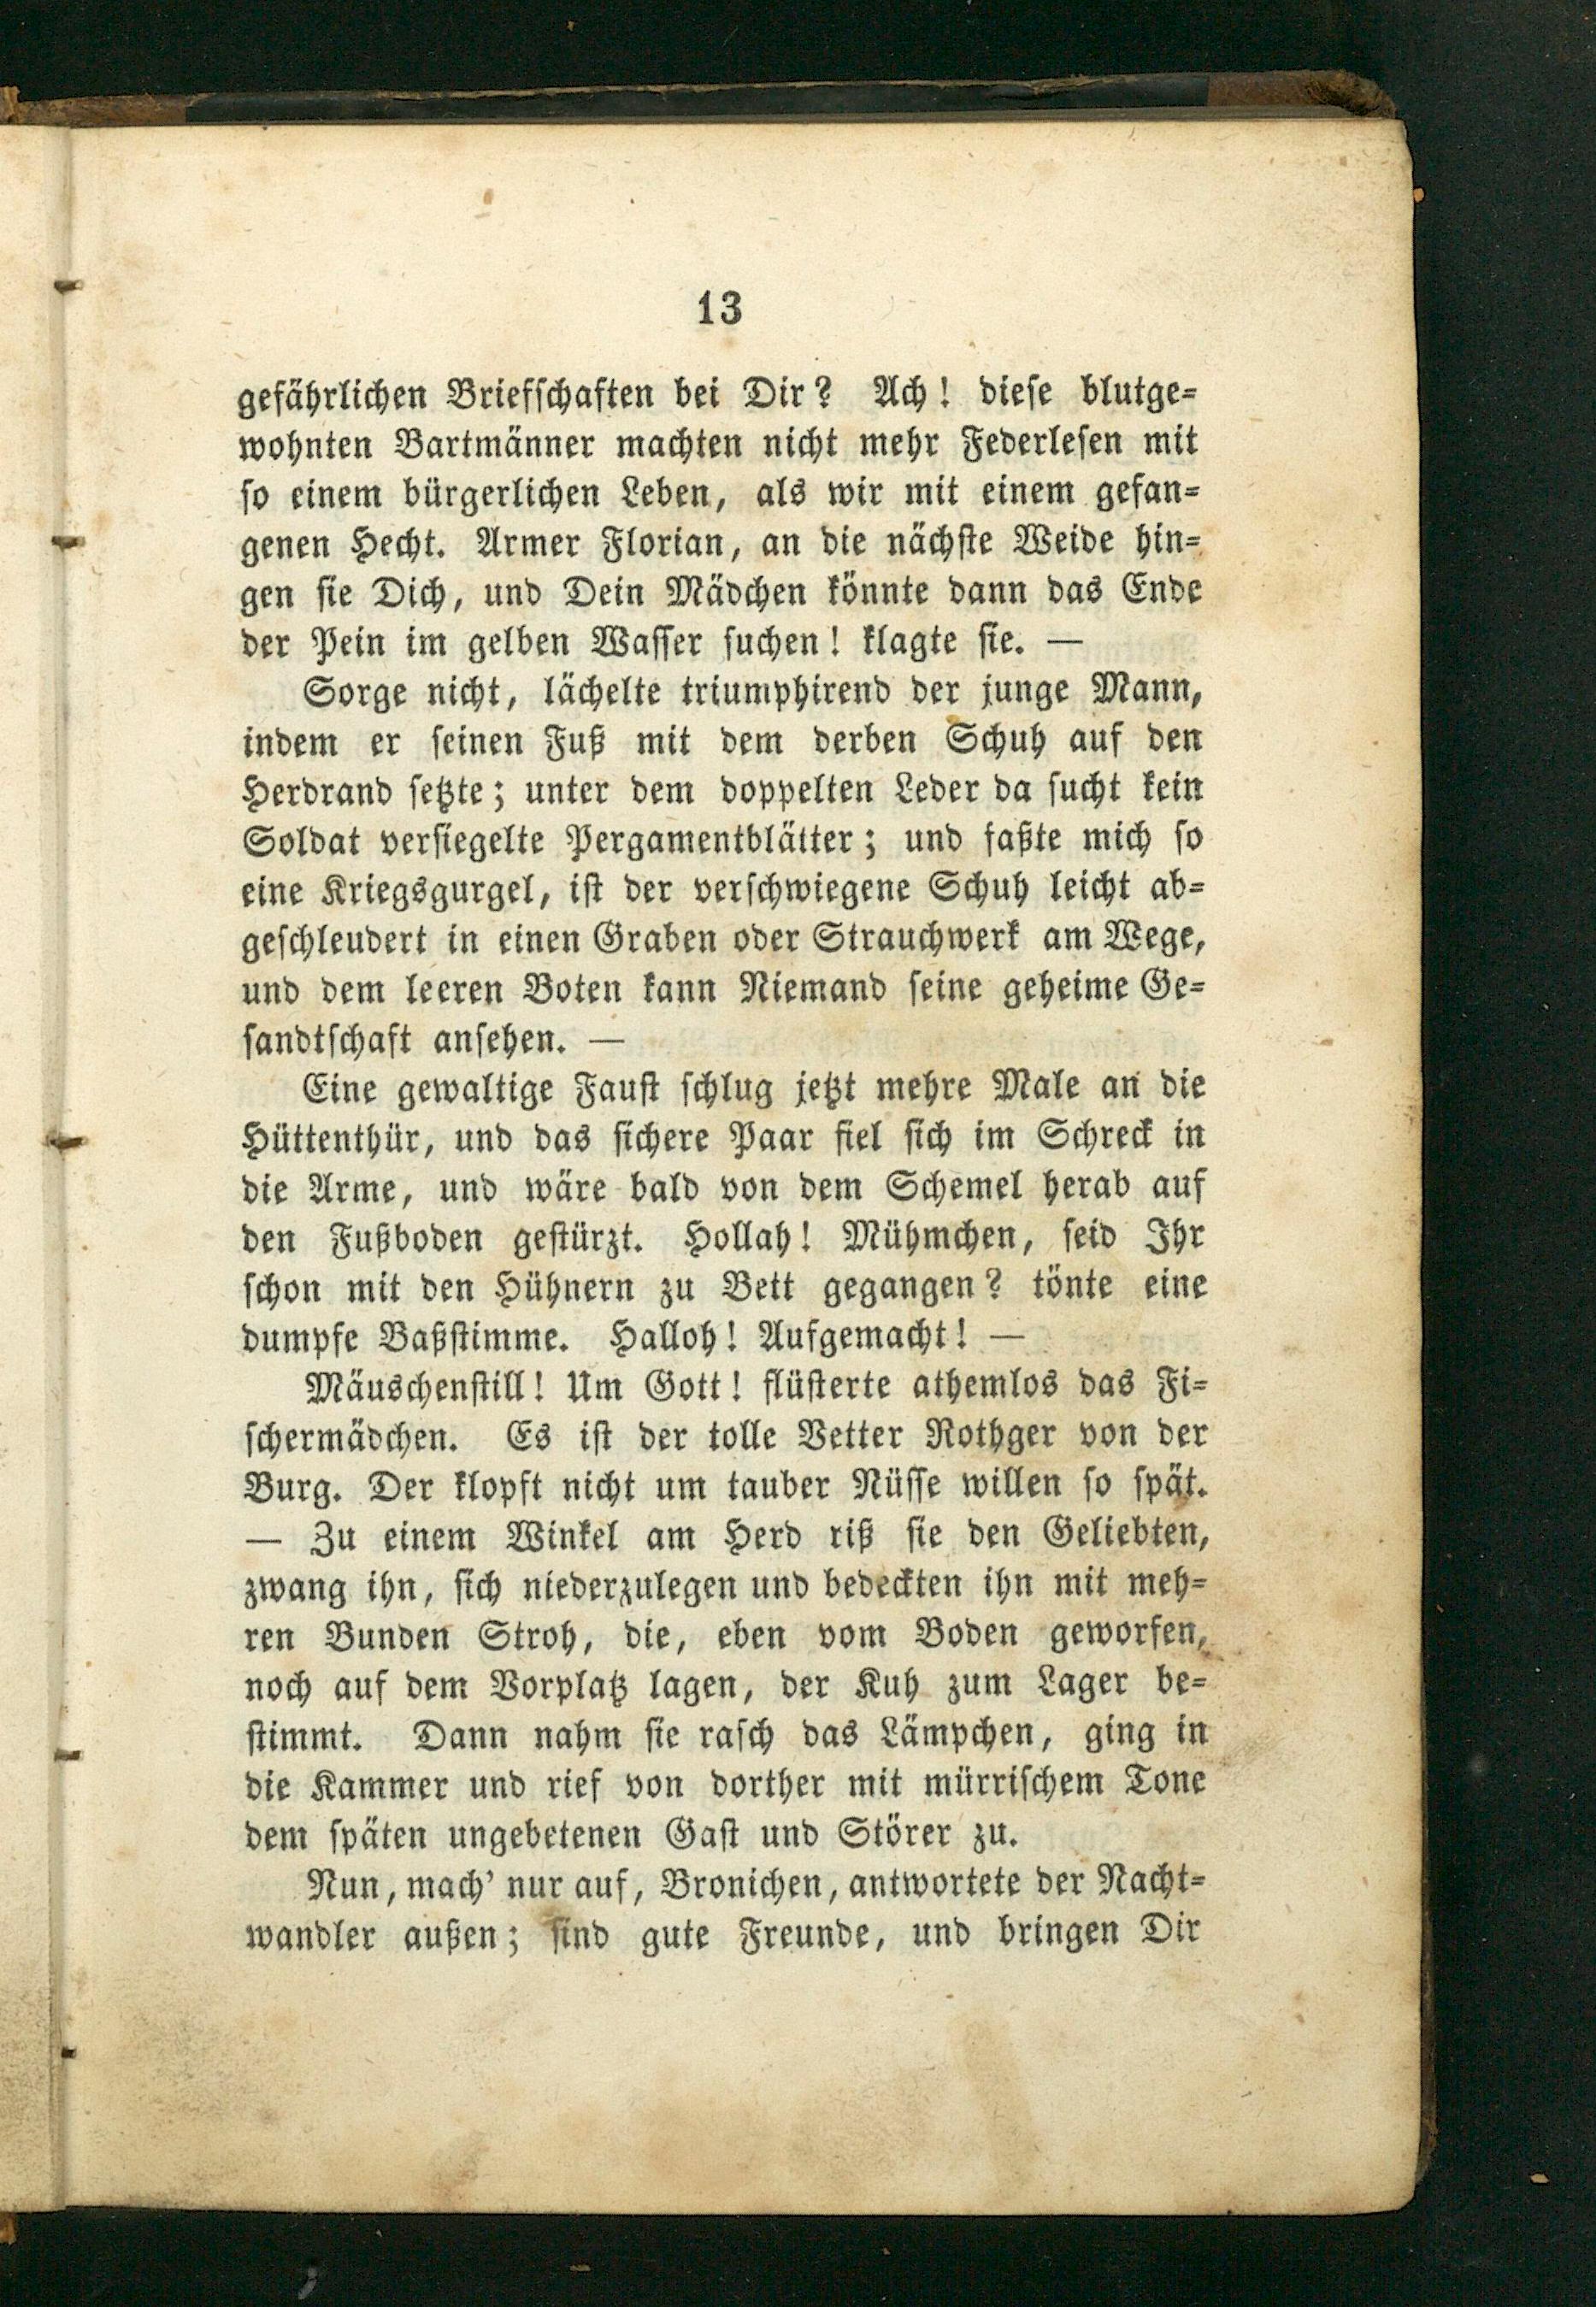 13
gefährlichen Briefschaften bei Dir? Ach! diese blutge=
wohnten Bartmänner machten nicht mehr Federlesen mit
so einem bürgerlichen Leben, als wir mit einem gefan=
genen Hecht. Armer Florian, an die nächste Weide hin=
gen sie Dich, und Dein Mädchen könnte dann das Ende
der Pein im gelben Wasser suchen! klagte sie. —
Sorge nicht, lächelte triumphirend der junge Mann,
indem er seinen Fuß mit dem derben Schuh auf den
Herdrand setzte; unter dem doppelten Leder da sucht kein
Soldat versiegelte Pergamentblätter; und faßte mich so
eine Kriegsgurgel, ist der verschwiegene Schuh leicht ab=
geschleudert in einen Graben oder Strauchwerk am Wege,
und dem leeren Boten kann Niemand seine geheime Ge=
sandtschaft ansehen. —
Eine gewaltige Faust schlug jetzt mehre Male an die
Hüttenthür, und das sichere Paar fiel sich im Schreck in
die Arme, und wäre bald von dem Schemel herab auf
den Fußboden gestürzt. Hollah! Mühmchen, seid Ihr
schon mit den Hühnern zu Bett gegangen? tönte eine
dumpfe Baßstimme. Halloh! Aufgemacht! —
Mäuschenstill! Um Gott! flüsterte athemlos das Fi=
schermädchen. Es ist der tolle Vetter Rothger von der
Burg. Der klopft nicht um tauber Nüsse willen so spät.
— Zu einem Winkel am Herd riß sie den Geliebten,
zwang ihn, sich niederzulegen und bedeckten ihn mit meh=
ren Bunden Stroh, die, eben vom Boden geworfen,
noch auf dem Vorplatz lagen, der Kuh zum Lager be=
stimmt. Dann nahm sie rasch das Lämpchen, ging in
die Kammer und rief von dorther mit mürrischem Tone
dem späten ungebetenen Gast und Störer zu.
Nun, mach' nur auf, Bronichen, antwortete der Nacht=
wandler außen; sind gute Freunde, und bringen Dir